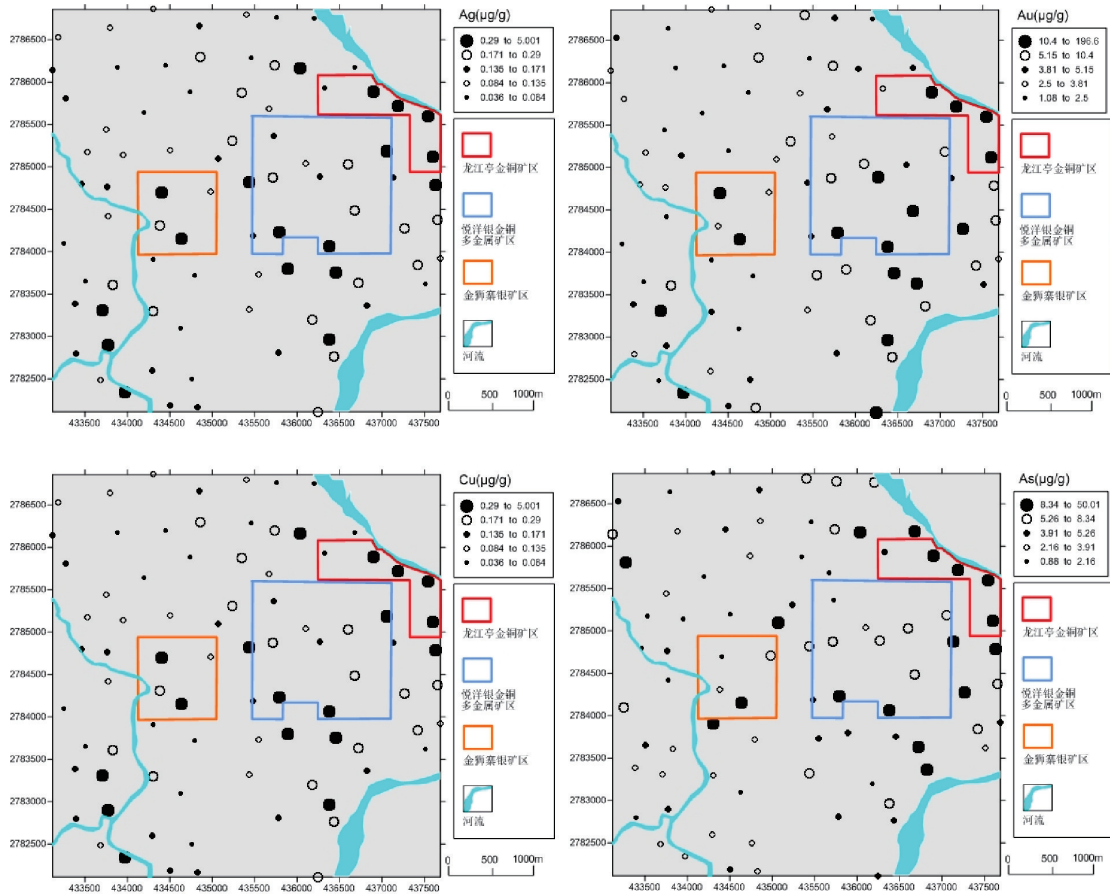 Ag(μg/g)
0.29 to 5.001
0.171 to 0.29
0.135 to 0.171
0.084 to 0.135
0.036 to 0.084
龙江亭金铜矿区
悦洋银金铜
多金属矿区
金狮寨银矿区
河流
0 500 1000m
2786500
2786000
2785500
2785000
2784500
2784000
2783500
2783000
2782500
433500 434000 434500 435000 435500 436000 436500 437000 437500
Au(μg/g)
10.4 to 196.6
5.15 to 10.4
3.81 to 5.15
2.5 to 3.81
1.08 to 2.5
龙江亭金铜矿区
悦洋银金铜
多金属矿区
金狮寨银矿区
河流
0 500 1000m
2786500
2786000
2785500
2785000
2784500
2784000
2783500
2783000
2782500
433500 434000 434500 435000 435500 436000 436500 437000 437500
Cu(μg/g)
0.29 to 5.001
0.171 to 0.29
0.135 to 0.171
0.084 to 0.135
0.036 to 0.084
龙江亭金铜矿区
悦洋银金铜
多金属矿区
金狮寨银矿区
河流
0 500 1000m
2786500
2786000
2785500
2785000
2784500
2784000
2783500
2783000
2782500
433500 434000 434500 435000 435500 436000 436500 437000 437500
As(μg/g)
8.34 to 50.01
5.26 to 8.34
3.91 to 5.26
2.16 to 3.91
0.88 to 2.16
龙江亭金铜矿区
悦洋银金铜
多金属矿区
金狮寨银矿区
河流
0 500 1000m
2786500
2786000
2785500
2785000
2784500
2784000
2783500
2783000
2782500
433500 434000 434500 435000 435500 436000 436500 437000 437500